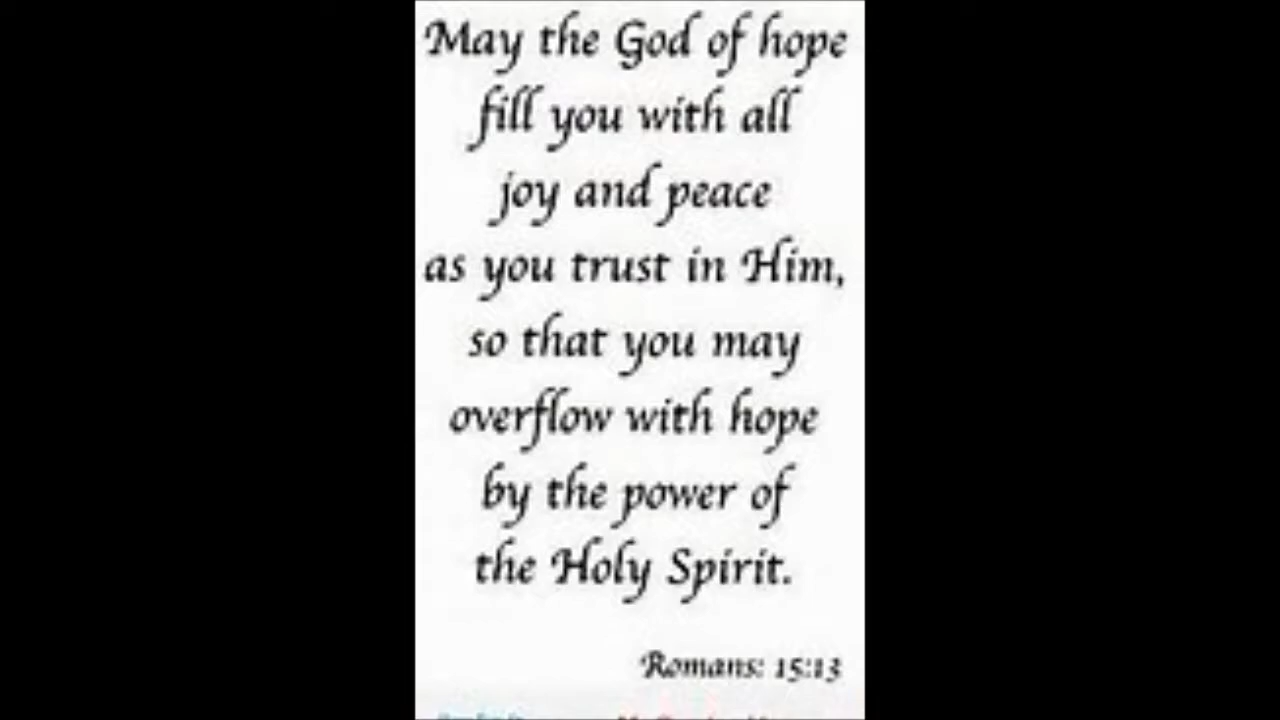 May the God of hope
fill you with all
joy and peace
as you trust in Him,
so that you may
overflow with hope
by the power of
the Holy Spirit.
Romans: 15:13